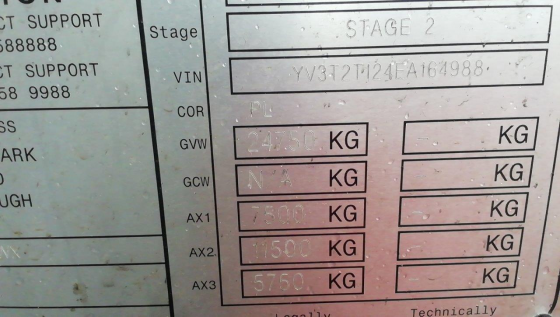 CT SUPPORT
588888
CT SUPPORT
58 9988
SS
ARK
UGH
Stage STAGE 2
VIN
COR
GVW KG KG
GCW N/A KG KG
AX1 7800 KG KG
AX2 11500 KG KG
AX3 5750 KG KG
Legally Technically